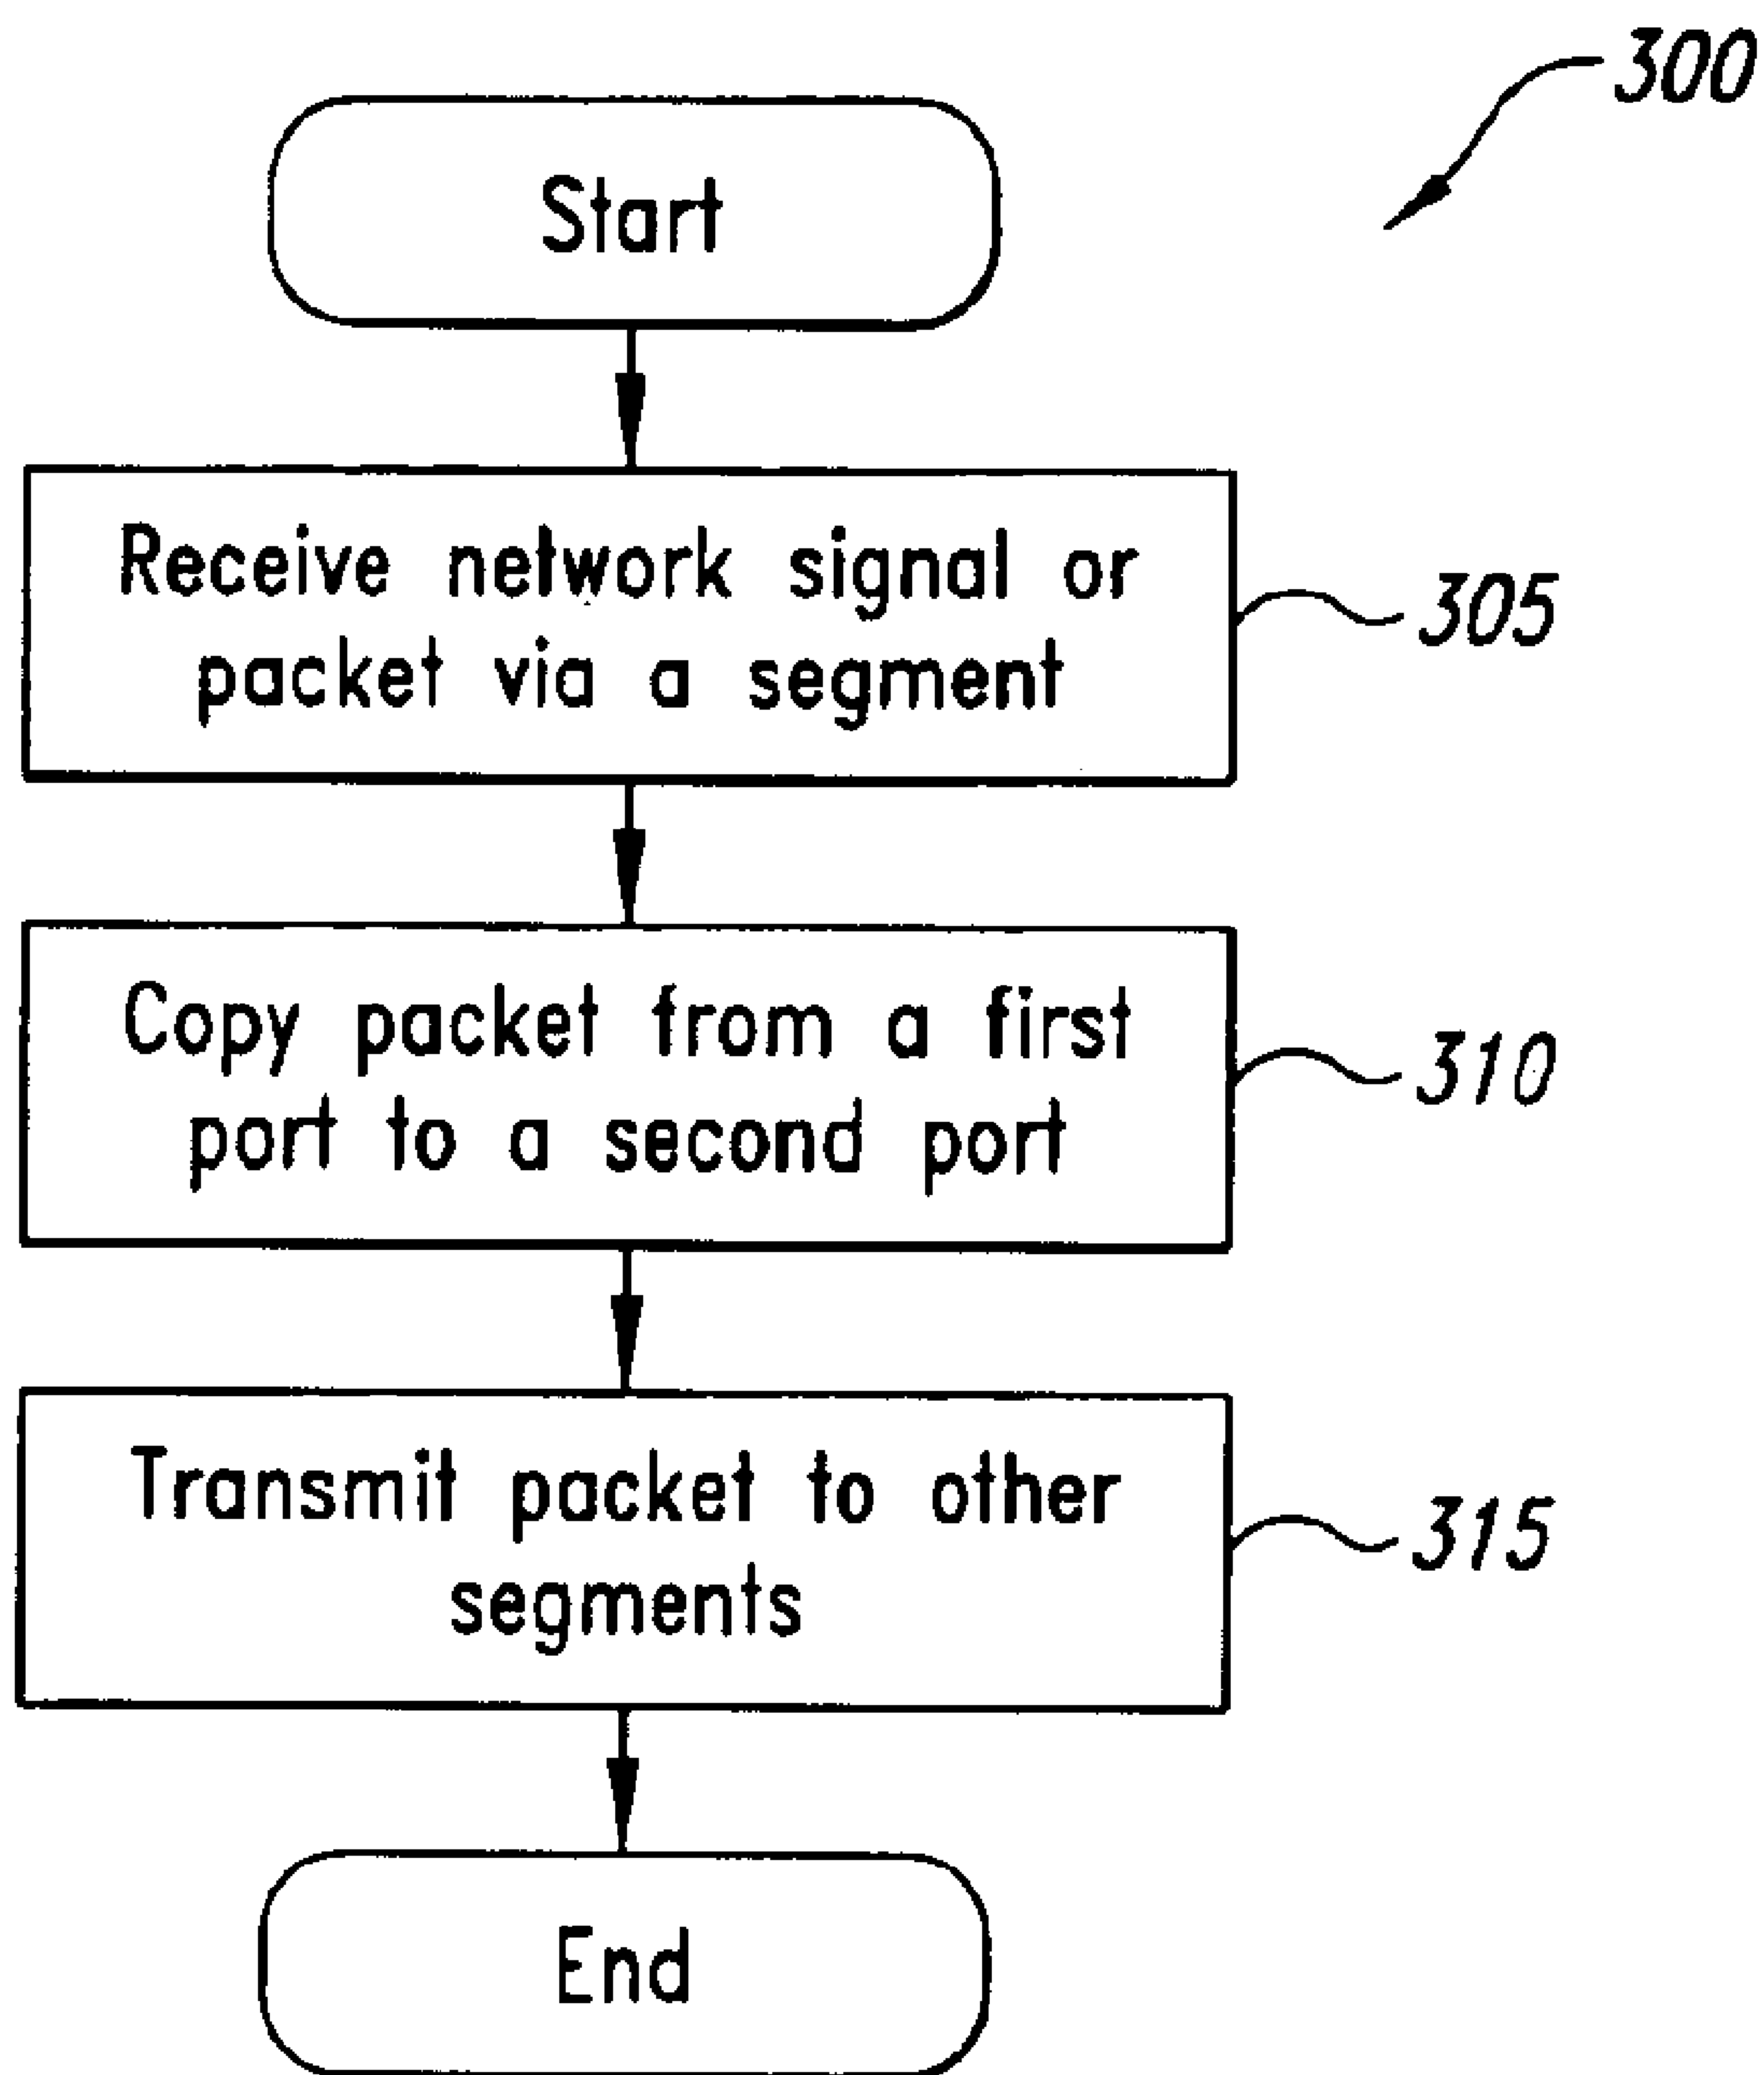 300
Start
Receive network signal or
packet via a segment
305
Copy packet from a first
port to a second port
310
Transmit packet to other
segments
315
End